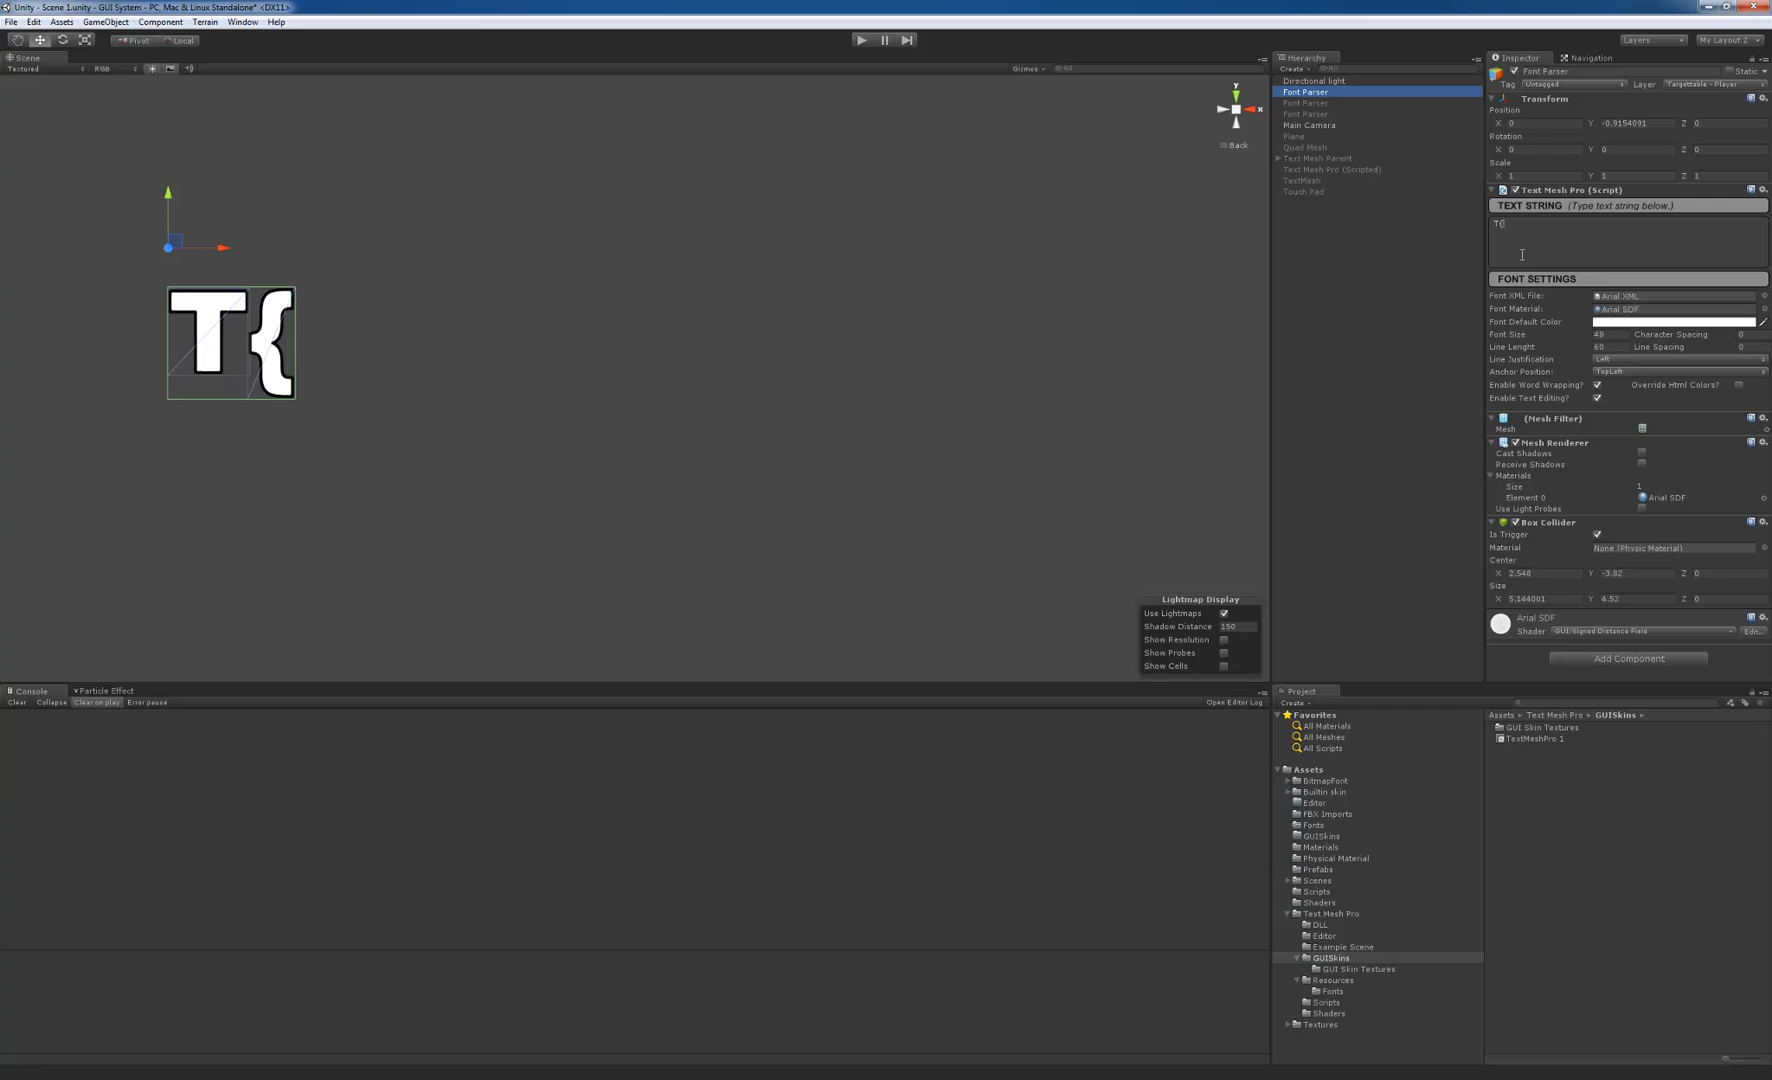 Unity - Scene 1.unity - GUI System - PC, Mac & Linux Standalone* <DX11>
File Edit Assets GameObject Component Terrain Window Help
Pivot Local Layers My Layout 2
Scene
Textured RGB Gizmos All
y
x
Back
T{
Lightmap Display
Use Lightmaps
Shadow Distance 150
Show Resolution
Show Probes
Show Cells
Hierarchy
Create All
Directional light
Font Parser
Font Parser
Font Parser
Main Camera
Plane
Quad Mesh
Text Mesh Parent
Text Mesh Pro (Scripted)
TextMesh
Touch Pad
Inspector Navigation
Font Parser Static
Tag Untagged Layer Targettable - Player
Transform
Position
X 0 Y -0.9154091 Z 0
Rotation
X 0 Y 0 Z 0
Scale
X 1 Y 1 Z 1
Text Mesh Pro (Script)
TEXT STRING (Type text string below.)
T{
FONT SETTINGS
Font XML File: Arial XML
Font Material: Arial SDF
Font Default Color
Font Size 48 Character Spacing 0
Line Lenght 60 Line Spacing 0
Line Justification Left
Anchor Position: TopLeft
Enable Word Wrapping? Override Html Colors?
Enable Text Editing?
(Mesh Filter)
Mesh
Mesh Renderer
Cast Shadows
Receive Shadows
Materials
Size 1
Element 0 Arial SDF
Use Light Probes
Box Collider
Is Trigger
Material None (Physic Material)
Center
X 2.548 Y -3.82 Z 0
Size
X 5.144001 Y 4.52 Z 0
Arial SDF
Shader GUI/Signed Distance Field Edit...
Add Component
Console Particle Effect
Clear Collapse Clear on play Error pause Open Editor Log
Project
Create
Favorites
All Materials
All Meshes
All Scripts
Assets
BitmapFont
Builtin skin
Editor
FBX Imports
Fonts
GUISkins
Materials
Physical Material
Prefabs
Scenes
Scripts
Shaders
Text Mesh Pro
DLL
Editor
Example Scene
GUISkins
GUI Skin Textures
Resources
Fonts
Scripts
Shaders
Textures
Assets Text Mesh Pro GUISkins
GUI Skin Textures
TextMeshPro 1